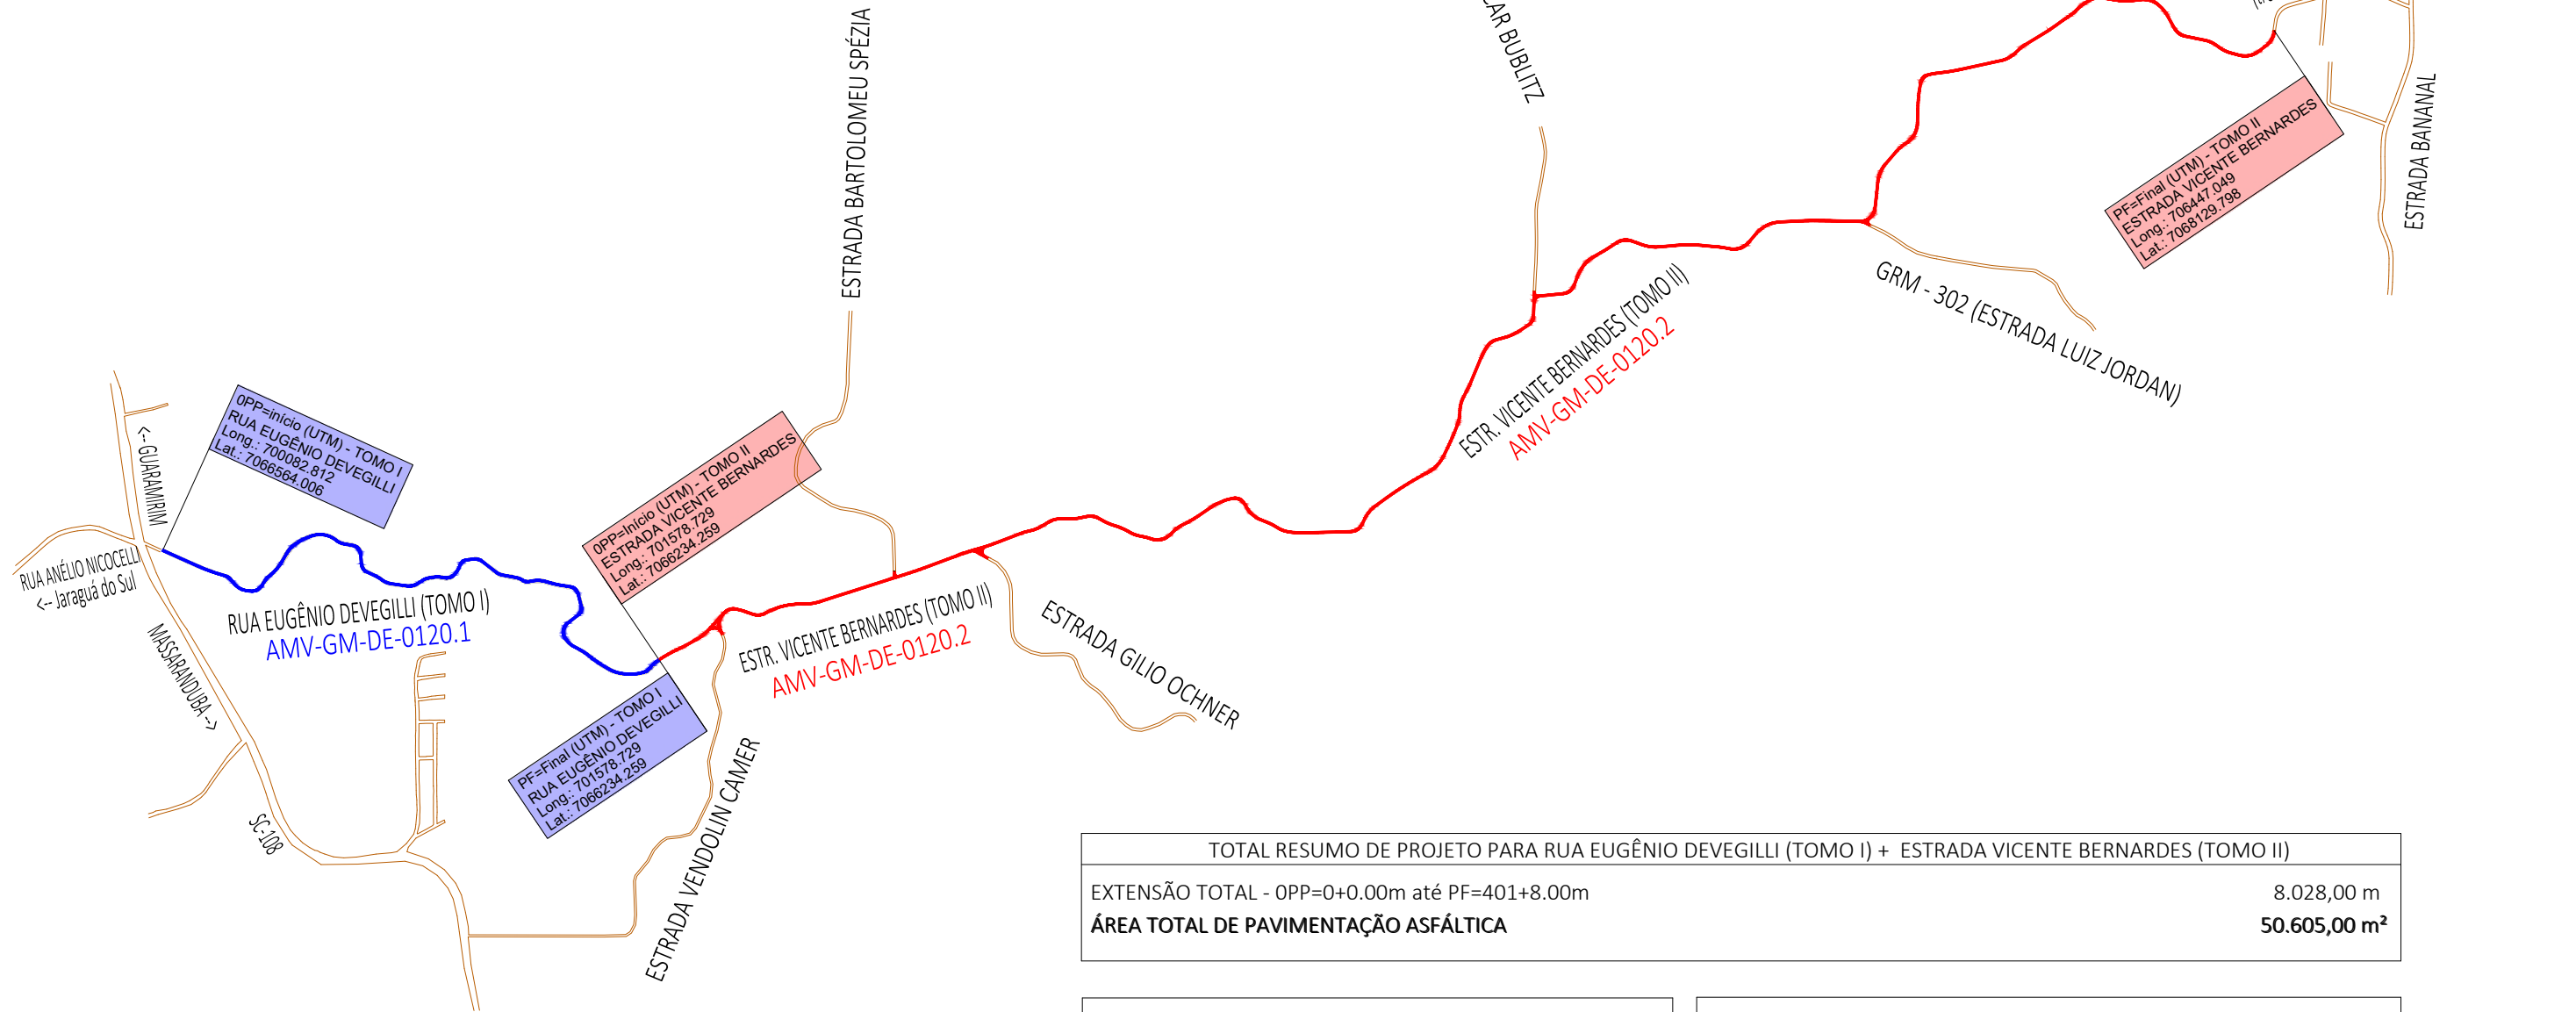 ESTRADA BARTOLOMEU SPÉZIA
BUBLITZ
ESTRADA BANANAL
PF=Final (UTM) - TOMO II
ESTRADA VICENTE BERNARDES
Long.: 706447.049
Lat.: 7068129.798
GRM - 302 (ESTRADA LUIZ JORDAN)
ESTR. VICENTE BERNARDES (TOMO II)
AMV-GM-DE-0120.2
0PP=início (UTM) - TOMO I
RUA EUGÊNIO DEVEGILLI
Long.: 700082.812
Lat.: 7066564.006
<--GUARAMIRIM
0PP=Início (UTM) - TOMO II
ESTRADA VICENTE BERNARDES
Long.: 701578.729
Lat.: 7066234.259
RUA ANÉLIO NICOCELLI
<-- Jaraguá do Sul
RUA EUGÊNIO DEVEGILLI (TOMO I)
AMV-GM-DE-0120.1
MASSARANDUBA -->
ESTR. VICENTE BERNARDES (TOMO II)
AMV-GM-DE-0120.2
ESTRADA GILIO OCHNER
PF=Final (UTM) - TOMO I
RUA EUGÊNIO DEVEGILLI
Long.: 701578.729
Lat.: 7066234.259
SC-108
ESTRADA VENDOLIN CAMER
TOTAL RESUMO DE PROJETO PARA RUA EUGÊNIO DEVEGILLI (TOMO I) + ESTRADA VICENTE BERNARDES (TOMO II)
EXTENSÃO TOTAL - 0PP=0+0.00m até PF=401+8.00m 8.028,00 m
ÁREA TOTAL DE PAVIMENTAÇÃO ASFÁLTICA 50.605,00 m²